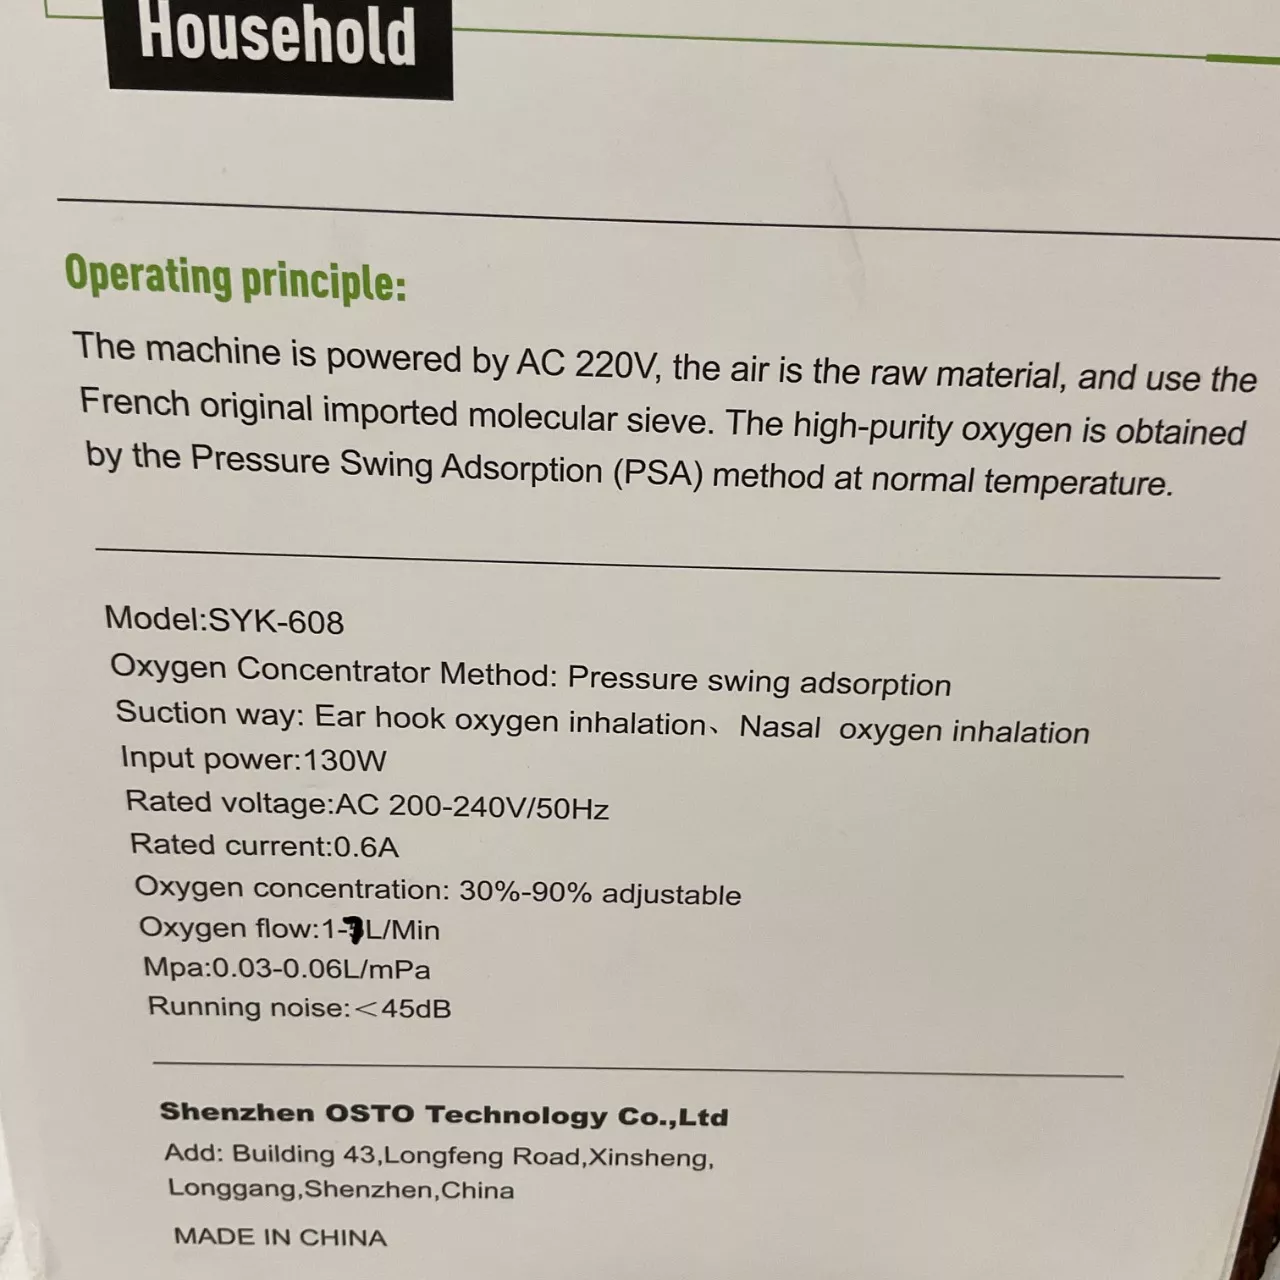 Household
Operating principle:
The machine is powered by AC 220V, the air is the raw material, and use the
French original imported molecular sieve. The high-purity oxygen is obtained
by the Pressure Swing Adsorption (PSA) method at normal temperature.
Model:SYK-608
Oxygen Concentrator Method: Pressure swing adsorption
Suction way: Ear hook oxygen inhalation、Nasal oxygen inhalation
Input power:130W
Rated voltage:AC 200-240V/50Hz
Rated current:0.6A
Oxygen concentration: 30%-90% adjustable
Oxygen flow:1-7L/Min
Mpa:0.03-0.06L/mPa
Running noise:<45dB
Shenzhen OSTO Technology Co.,Ltd
Add: Building 43,Longfeng Road,Xinsheng,
Longgang,Shenzhen,China
MADE IN CHINA